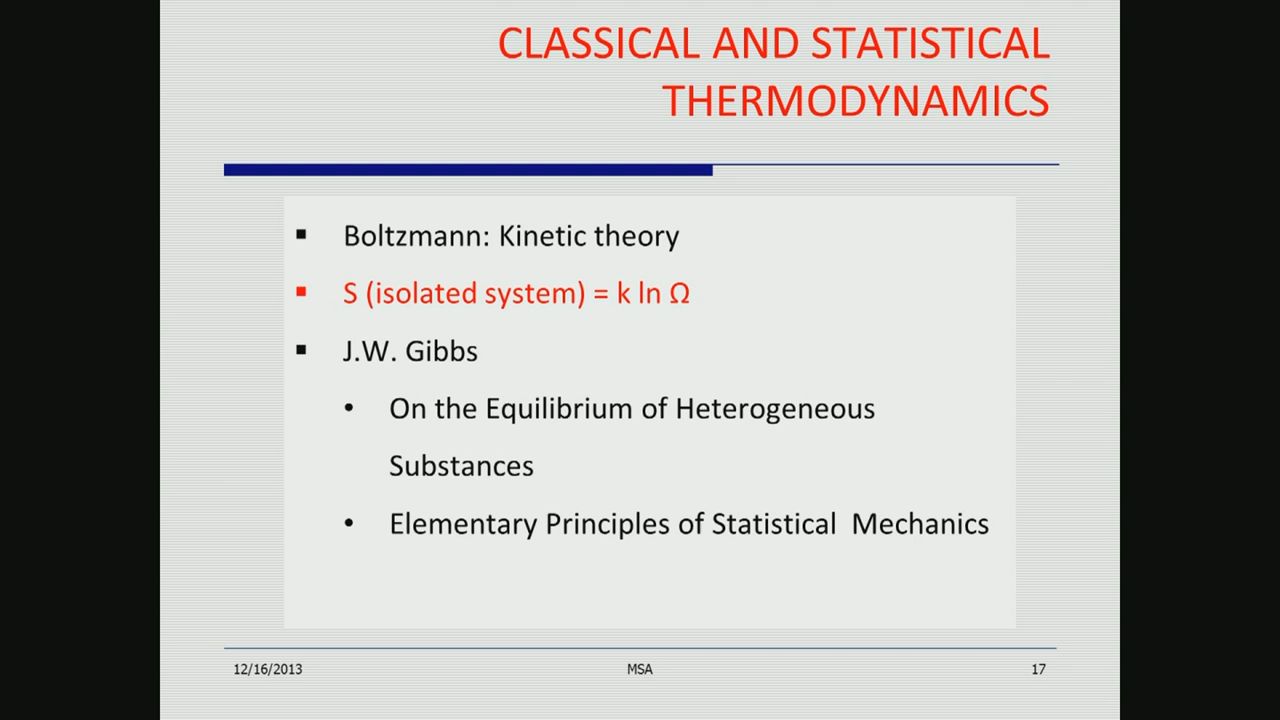 CLASSICAL AND STATISTICAL
THERMODYNAMICS
▪ Boltzmann: Kinetic theory
▪ S (isolated system) = k ln Ω
▪ J.W. Gibbs
• On the Equilibrium of Heterogeneous
Substances
• Elementary Principles of Statistical Mechanics
12/16/2013 MSA 17